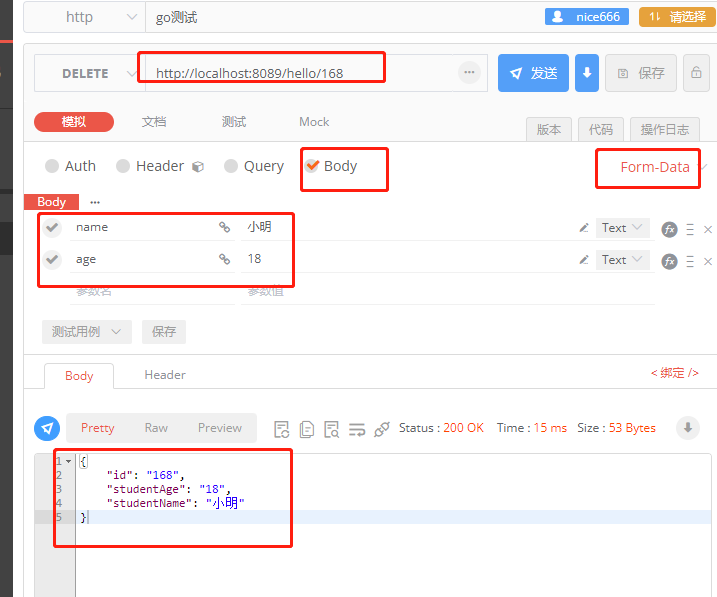 http go测试 nice666 请选择
DELETE http://localhost:8089/hello/168 ... 发送 保存
模拟 文档 测试 Mock 版本 代码 操作日志
Auth Header Query Body Form-Data
Body ...
name 小明 Text fx
age 18 Text fx
参数名 参数值
测试用例 保存
Body Header < 绑定 />
Pretty Raw Preview Status : 200 OK Time : 15 ms Size : 53 Bytes
1 {
2 "id": "168",
3 "studentAge": "18",
4 "studentName": "小明"
5 }